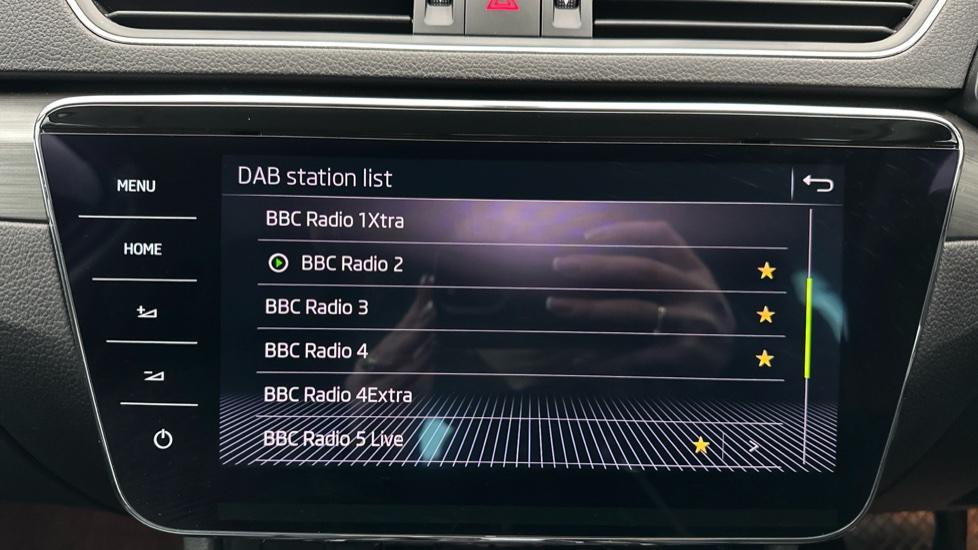 DAB station list
MENU
HOME
BBC Radio 1Xtra
BBC Radio 2
BBC Radio 3
BBC Radio 4
BBC Radio 4Extra
BBC Radio 5 Live